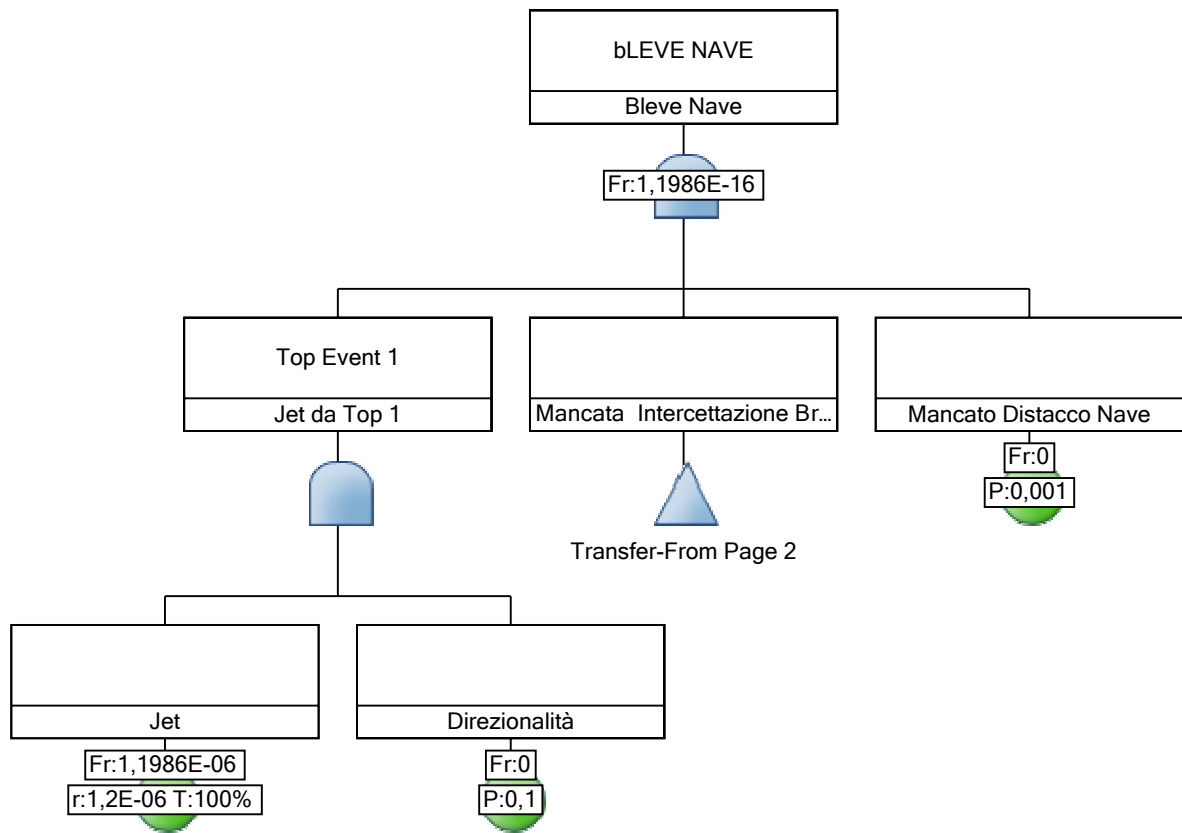 bLEVE NAVE
Bleve Nave
Fr:1,1986E-16
Top Event 1
Jet da Top 1
Mancata Intercettazione Br...
Mancato Distacco Nave
Fr:0
P:0,001
Transfer-From Page 2
Jet
Direzionalità
Fr:1,1986E-06
r:1,2E-06 T:100%
Fr:0
P:0,1